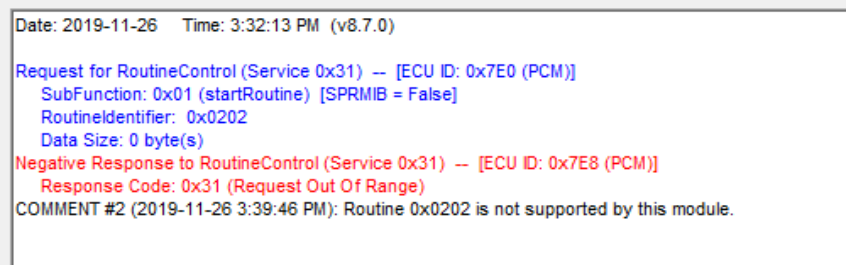 Date: 2019-11-26 Time: 3:32:13 PM (v8.7.0)
Request for RoutineControl (Service 0x31) -- [ECU ID: 0x7E0 (PCM)]
SubFunction: 0x01 (startRoutine) [SPRMIB = False]
RoutineIdentifier: 0x0202
Data Size: 0 byte(s)
Negative Response to RoutineControl (Service 0x31) -- [ECU ID: 0x7E8 (PCM)]
Response Code: 0x31 (Request Out Of Range)
COMMENT #2 (2019-11-26 3:39:46 PM): Routine 0x0202 is not supported by this module.